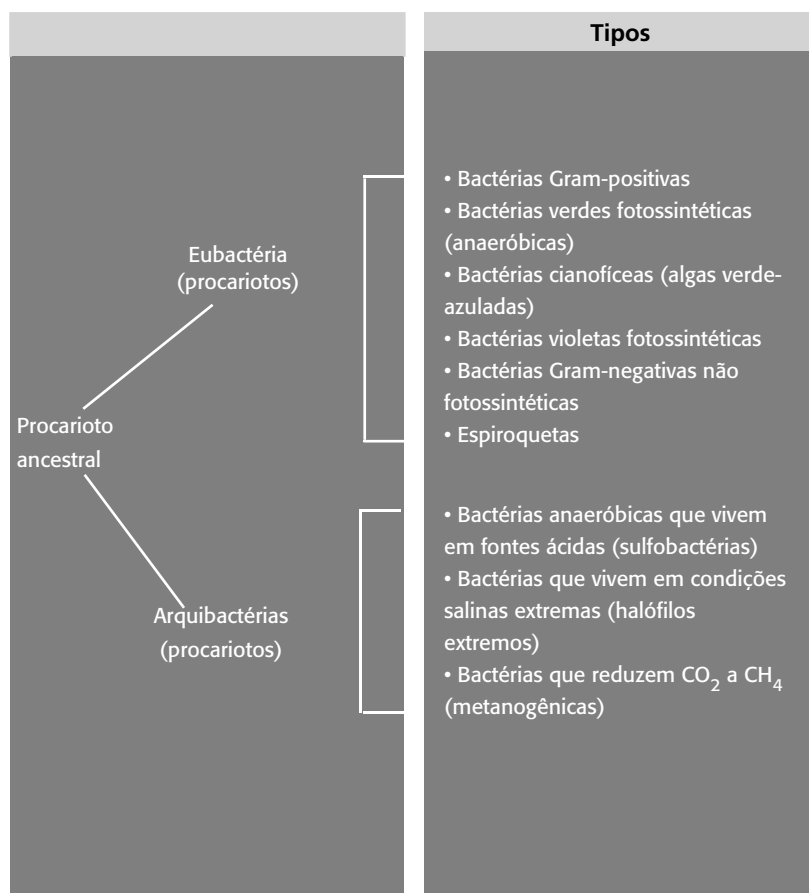 Tipos
Eubactéria
(procariotos)
Procarioto
ancestral
Arquibactérias
(procariotos)
• Bactérias Gram-positivas
• Bactérias verdes fotossintéticas
(anaeróbicas)
• Bactérias cianofíceas (algas verde-
azuladas)
• Bactérias violetas fotossintéticas
• Bactérias Gram-negativas não
fotossintéticas
• Espiroquetas
• Bactérias anaeróbicas que vivem
em fontes ácidas (sulfobactérias)
• Bactérias que vivem em condições
salinas extremas (halófilos
extremos)
• Bactérias que reduzem CO₂ a CH₄
(metanogênicas)